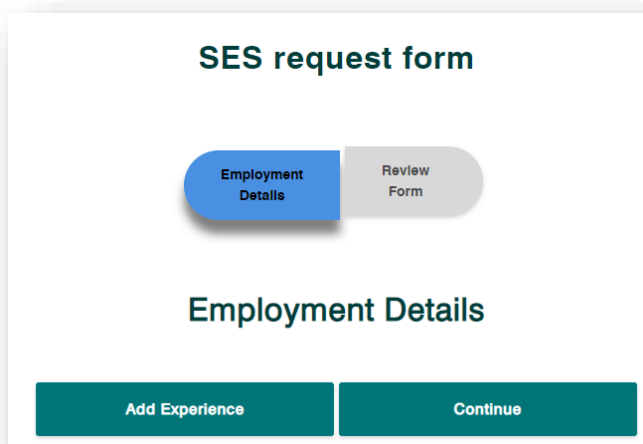 SES request form
Employment
Details
Review
Form
Employment Details
Add Experience
Continue